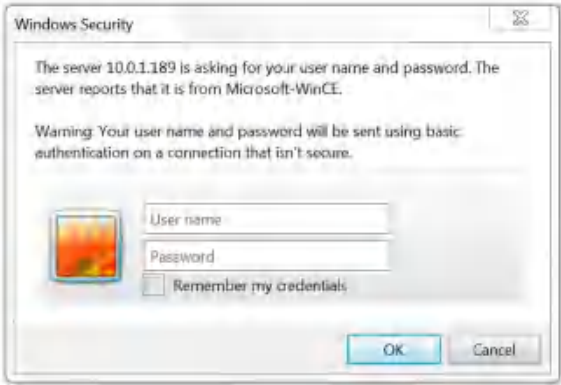 Windows Security
The server 10.0.1.189 is asking for your user name and password. The
server reports that it is from Microsoft-WinCE.
Warning: Your user name and password will be sent using basic
authentication on a connection that isn't secure.
User name
Password
Remember my credentials
OK
Cancel